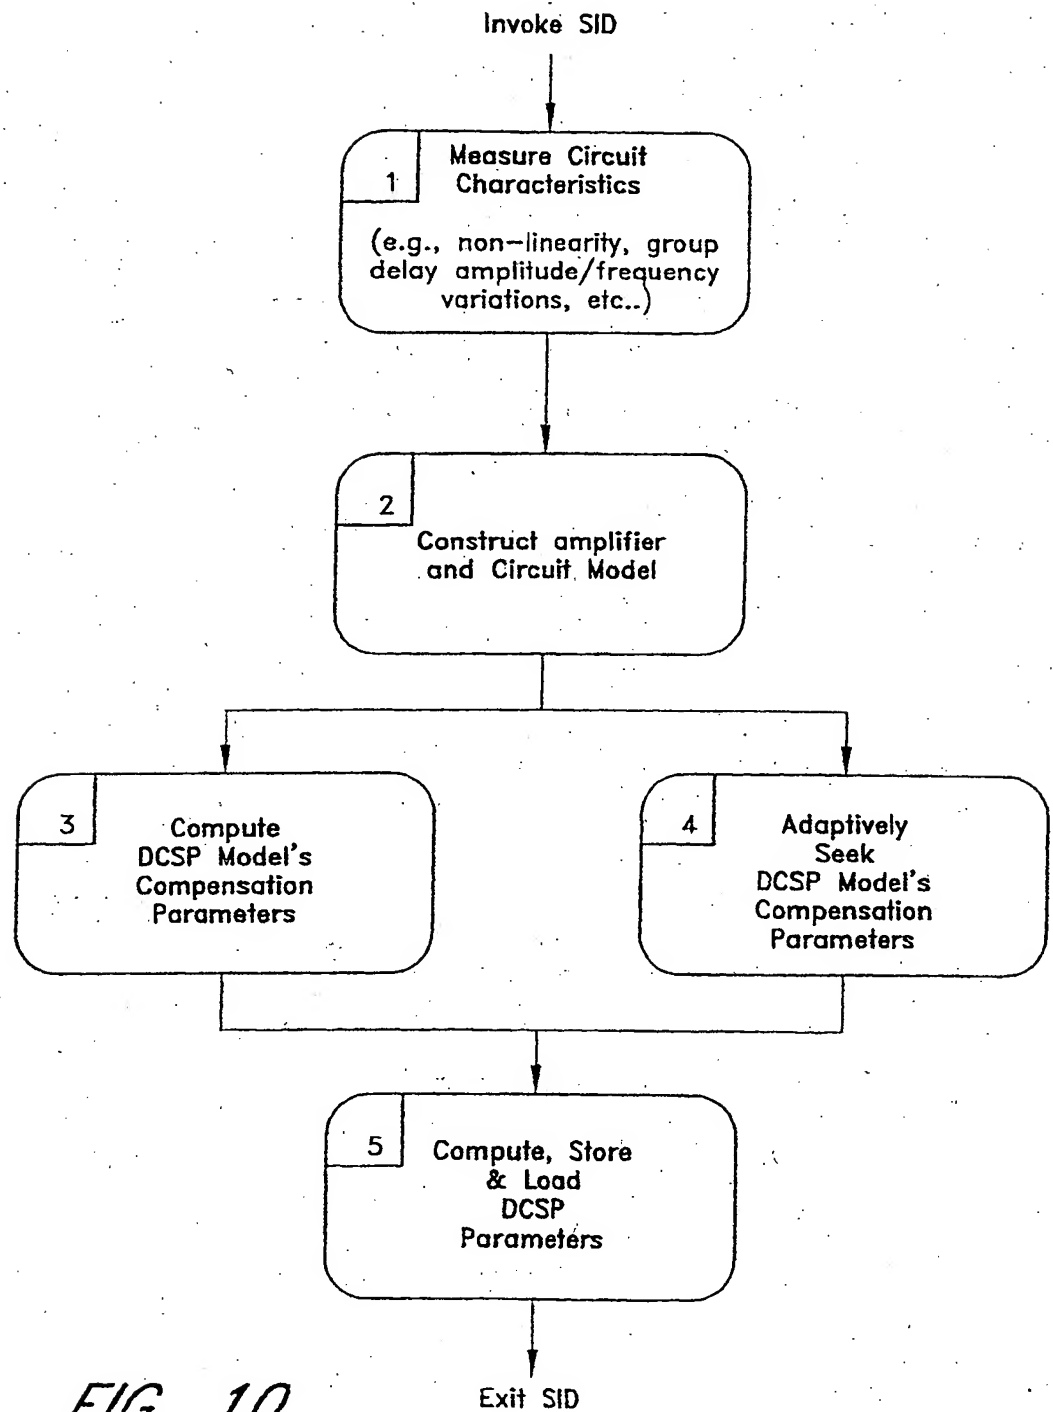 Invoke SID
1
Measure Circuit
Characteristics
(e.g., non-linearity, group
delay amplitude/frequency
variations, etc..)
2
Construct amplifier
and Circuit Model
3
Compute
DCSP Model's
Compensation
Parameters
4
Adaptively
Seek
DCSP Model's
Compensation
Parameters
5
Compute, Store
& Load
DCSP
Parameters
Exit SID
FIG. 10